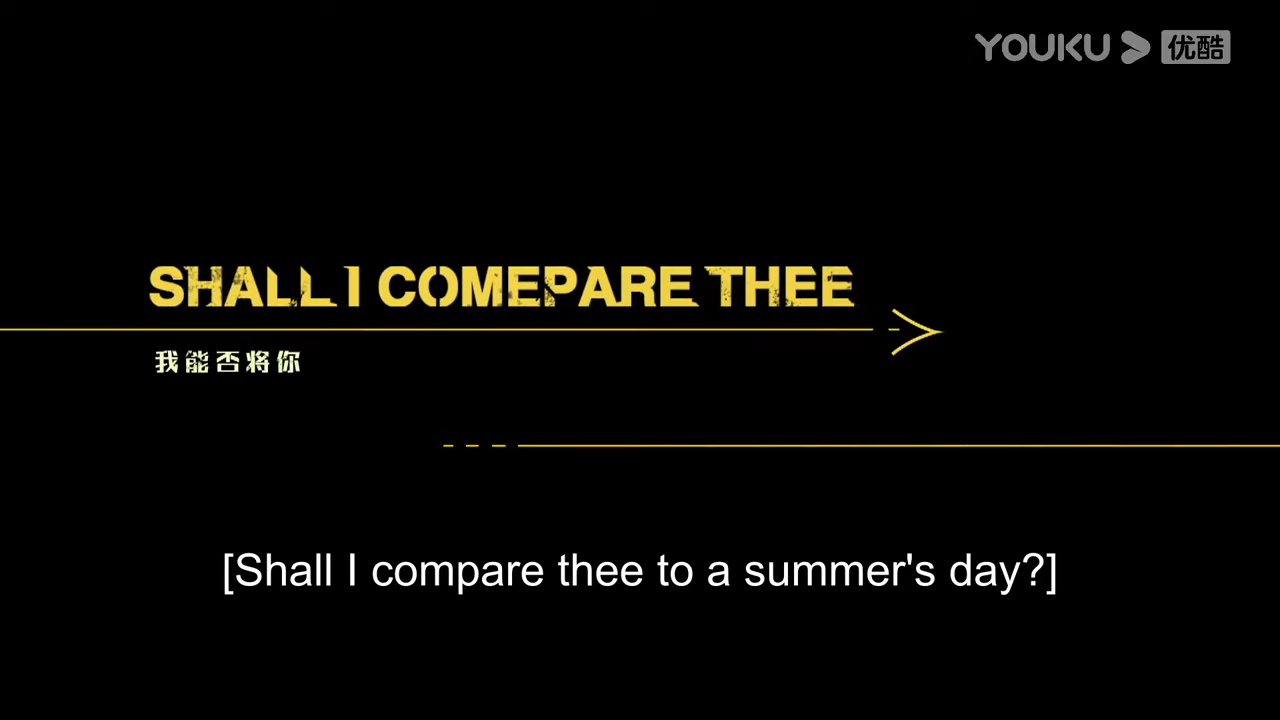 YOUKU 优酷
SHALL I COMEPARE THEE
我能否将你
[Shall I compare thee to a summer's day?]